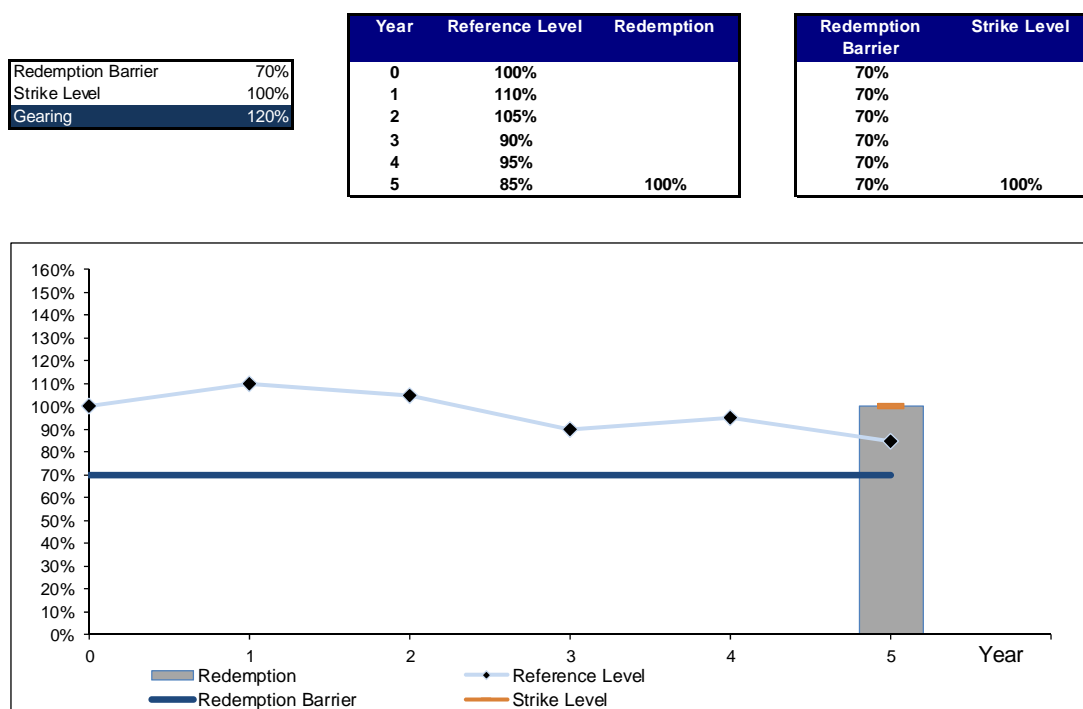 Redemption Barrier 70%
Strike Level 100%
Gearing 120%
Year Reference Level Redemption
0 100%
1 110%
2 105%
3 90%
4 95%
5 85% 100%
Redemption Strike Level
Barrier
70%
70%
70%
70%
70%
70% 100%
160%
150%
140%
130%
120%
110%
100%
90%
80%
70%
60%
50%
40%
30%
20%
10%
0%
0 1 2 3 4 5 Year
Redemption Reference Level
Redemption Barrier Strike Level